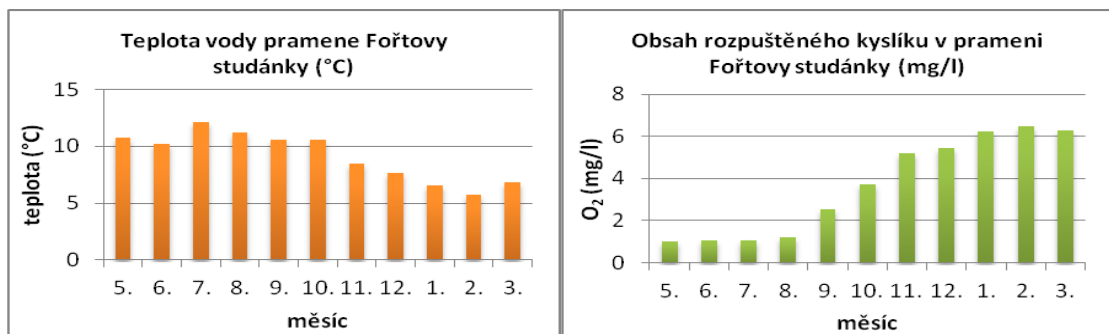 Teplota vody pramene Fořtovy
studánky (°C)
15
10
5
0
teplota (°C)
5. 6. 7. 8. 9. 10. 11. 12. 1. 2. 3.
měsíc
Obsah rozpuštěného kyslíku v prameni
Fořtovy studánky (mg/l)
8
6
4
2
0
O₂ (mg/l)
5. 6. 7. 8. 9. 10. 11. 12. 1. 2. 3.
měsíc